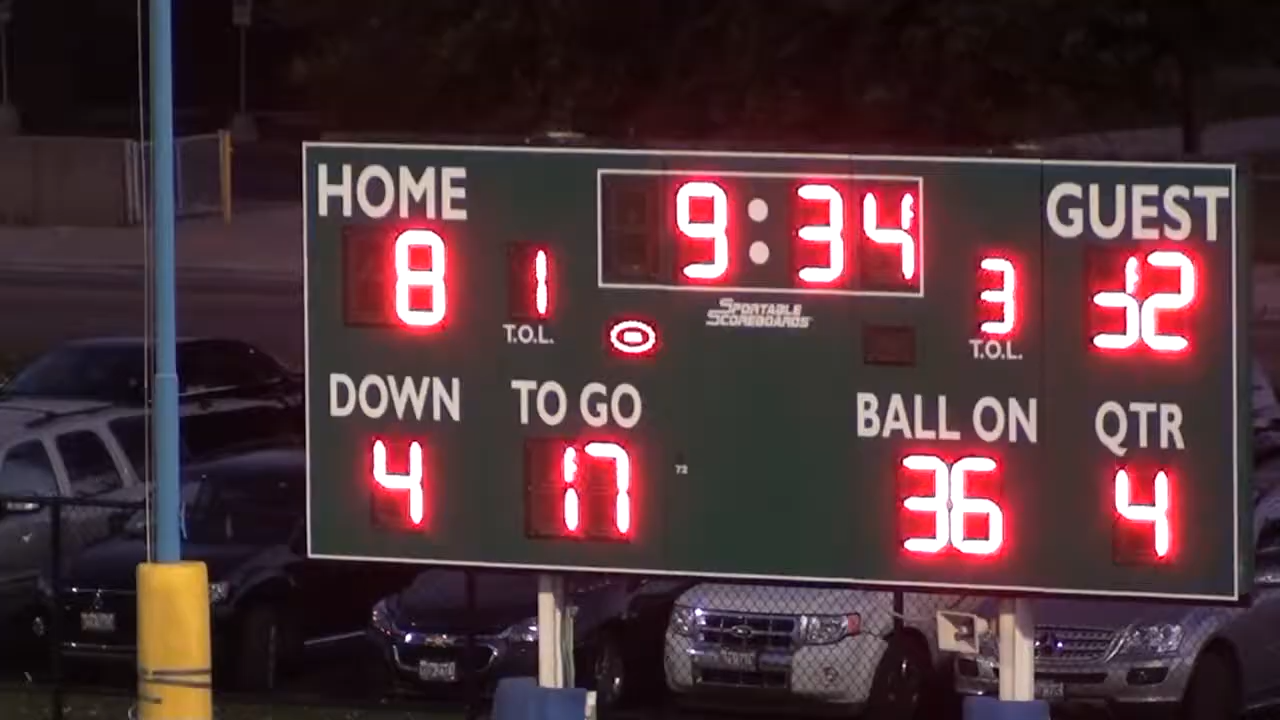 HOME 9:34 GUEST
8 1 3 32
T.O.L. SPORTABLE SCOREBOARDS T.O.L.
DOWN TO GO BALL ON QTR
4 17 72 36 4